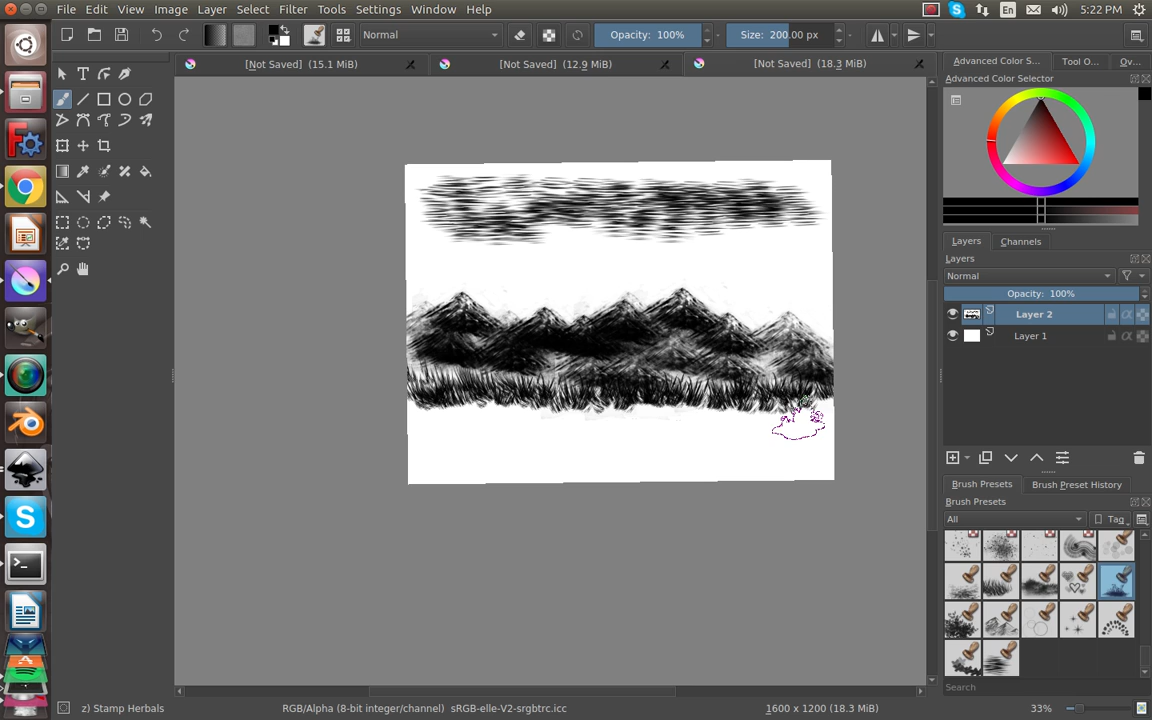 File Edit View Image Layer Select Filter Tools Settings Window Help
En 5:22 PM
Normal Opacity: 100% Size: 200.00 px
[Not Saved] (15.1 MiB) [Not Saved] (12.9 MiB) [Not Saved] (18.3 MiB)
Advanced Color S... Tool O... Ov...
Advanced Color Selector
Layers Channels
Layers
Normal
Opacity: 100%
Layer 2
Layer 1
Brush Presets Brush Preset History
Brush Presets
All Tag
Search
z) Stamp Herbals RGB/Alpha (8-bit integer/channel) sRGB-elle-V2-srgbtrc.icc 1600 x 1200 (18.3 MiB) 33%